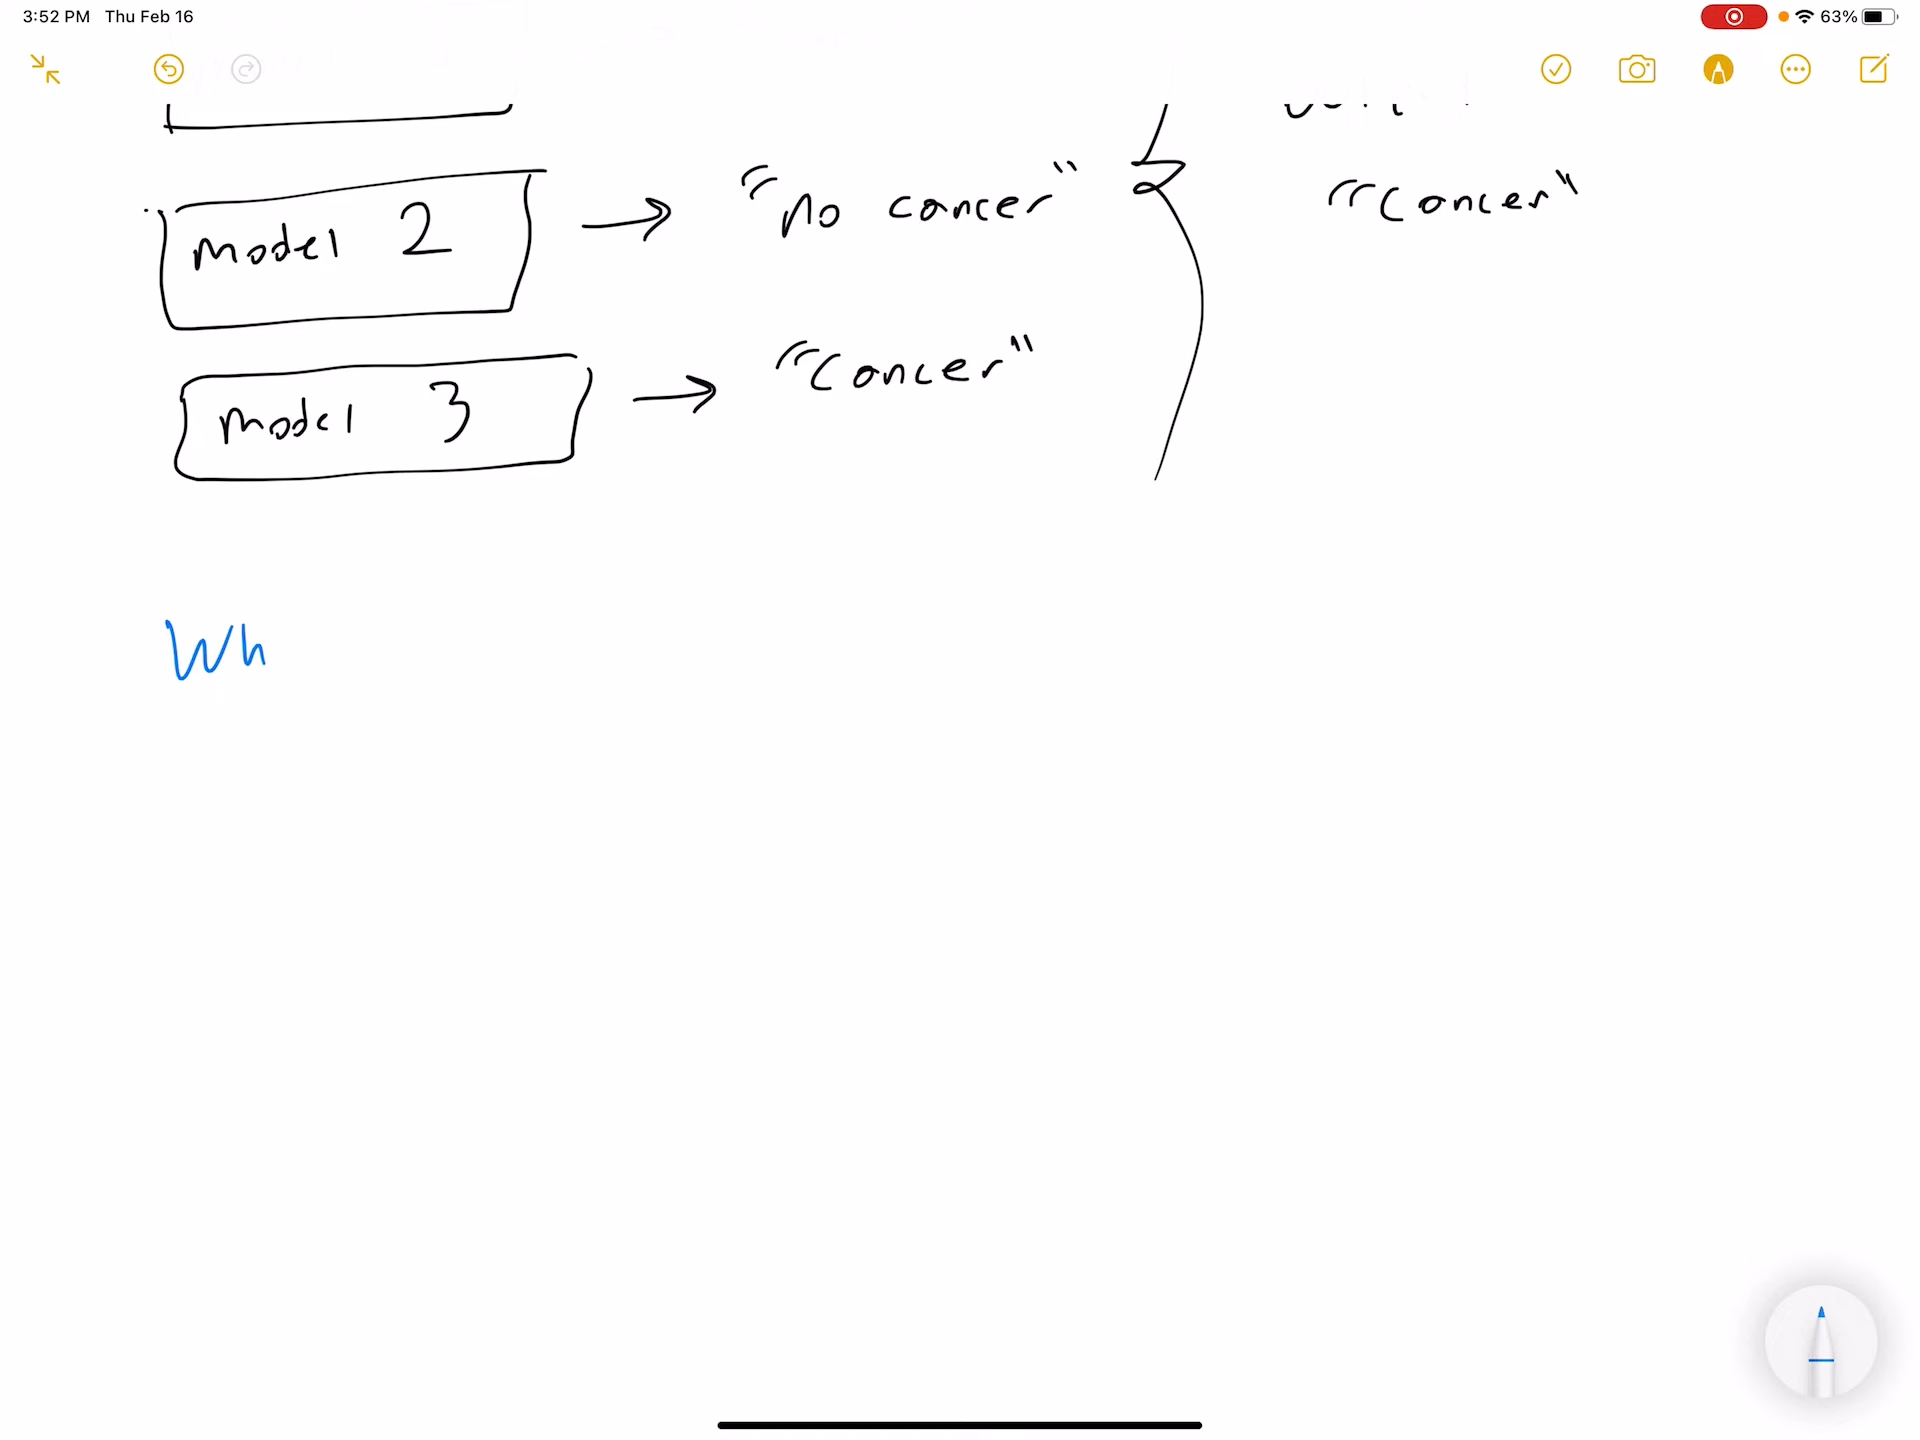 3:52 PM Thu Feb 16 63%
model 2 "no cancer" "cancer"
model 3 "cancer"
Wh